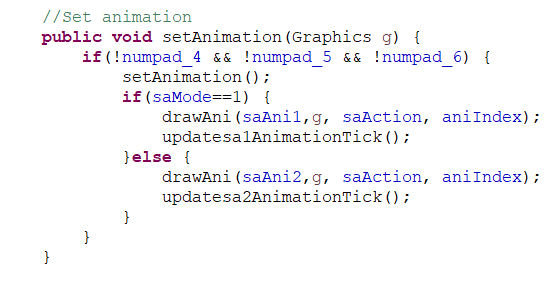 //Set animation
public void setAnimation(Graphics g) {
if(!numpad_4 && !numpad_5 && !numpad_6) {
setAnimation();
if(saMode==1) {
drawAni(saAni1,g, saAction, aniIndex);
updatesa1AnimationTick();
}else {
drawAni(saAni2,g, saAction, aniIndex);
updatesa2AnimationTick();
}
}
}